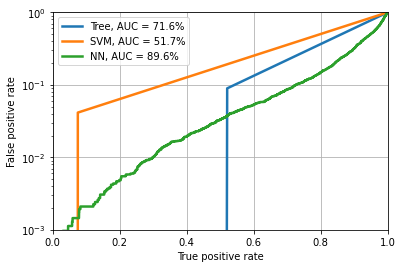 Tree, AUC = 71.6%
SVM, AUC = 51.7%
NN, AUC = 89.6%
False positive rate
10⁰
10⁻¹
10⁻²
10⁻³
0.0 0.2 0.4 0.6 0.8 1.0
True positive rate